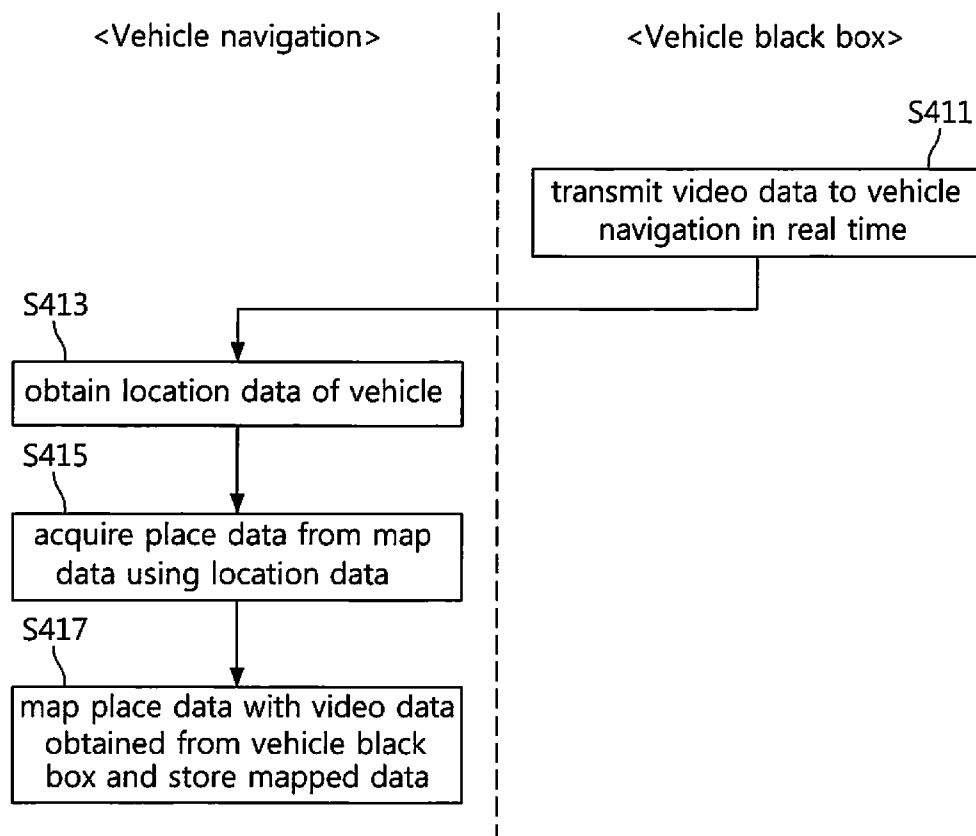 <Vehicle navigation>
<Vehicle black box>
S411
transmit video data to vehicle
navigation in real time
S413
obtain location data of vehicle
S415
acquire place data from map
data using location data
S417
map place data with video data
obtained from vehicle black
box and store mapped data